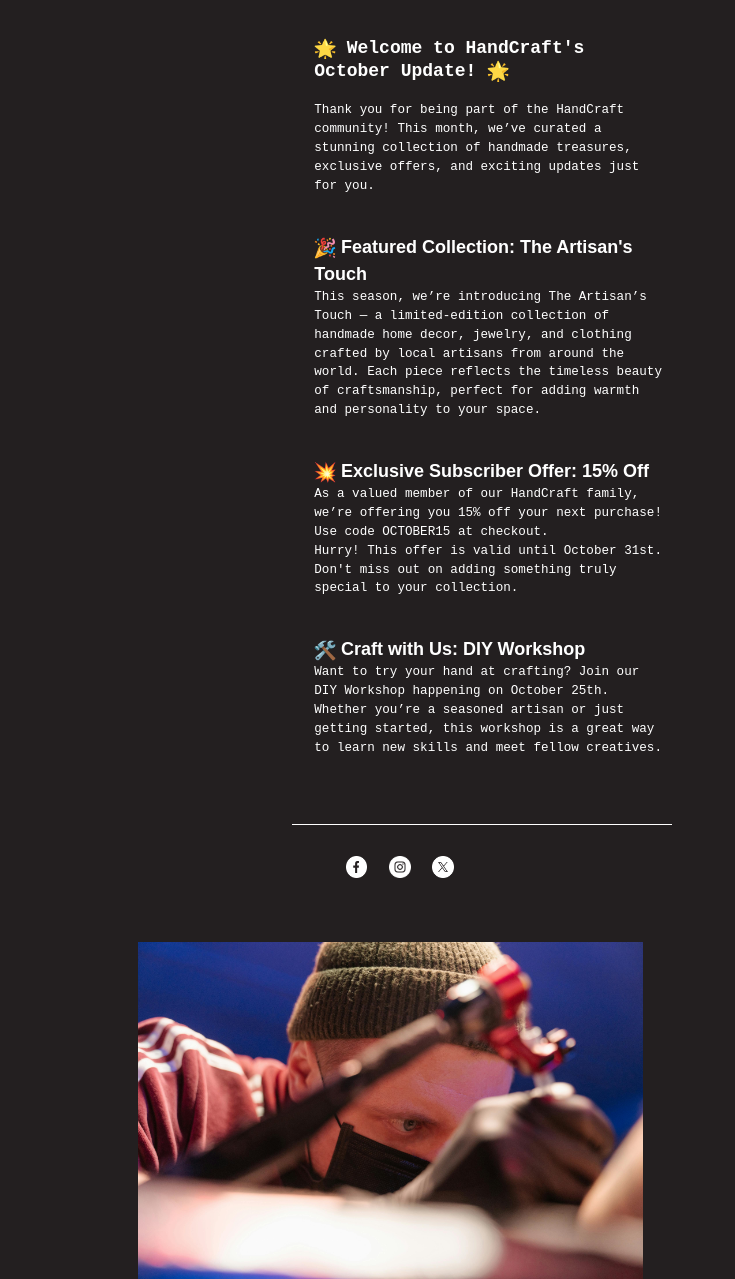 🌟 Welcome to HandCraft's
October Update! 🌟
Thank you for being part of the HandCraft
community! This month, we’ve curated a
stunning collection of handmade treasures,
exclusive offers, and exciting updates just
for you.
🎉 Featured Collection: The Artisan's
Touch
This season, we’re introducing The Artisan’s
Touch — a limited-edition collection of
handmade home decor, jewelry, and clothing
crafted by local artisans from around the
world. Each piece reflects the timeless beauty
of craftsmanship, perfect for adding warmth
and personality to your space.
💥 Exclusive Subscriber Offer: 15% Off
As a valued member of our HandCraft family,
we’re offering you 15% off your next purchase!
Use code OCTOBER15 at checkout.
Hurry! This offer is valid until October 31st.
Don't miss out on adding something truly
special to your collection.
🛠️ Craft with Us: DIY Workshop
Want to try your hand at crafting? Join our
DIY Workshop happening on October 25th.
Whether you’re a seasoned artisan or just
getting started, this workshop is a great way
to learn new skills and meet fellow creatives.